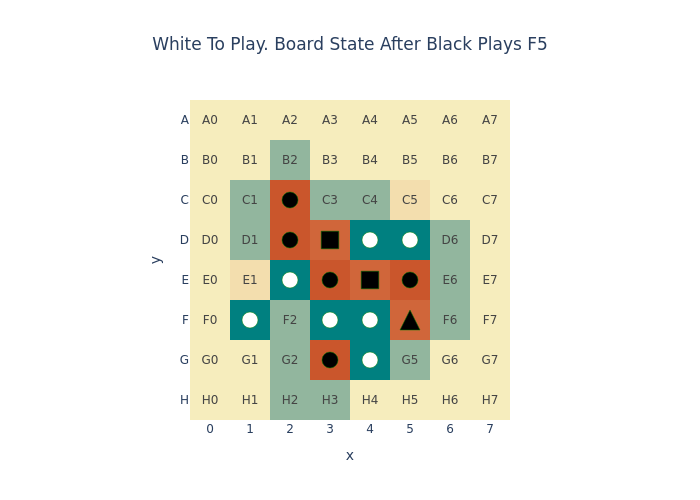 White To Play. Board State After Black Plays F5
A A0 A1 A2 A3 A4 A5 A6 A7
B B0 B1 B2 B3 B4 B5 B6 B7
C C0 C1 C3 C4 C5 C6 C7
D D0 D1 D6 D7
y
E E0 E1 E6 E7
F F0 F2 F6 F7
G G0 G1 G2 G5 G6 G7
H H0 H1 H2 H3 H4 H5 H6 H7
0 1 2 3 4 5 6 7
x